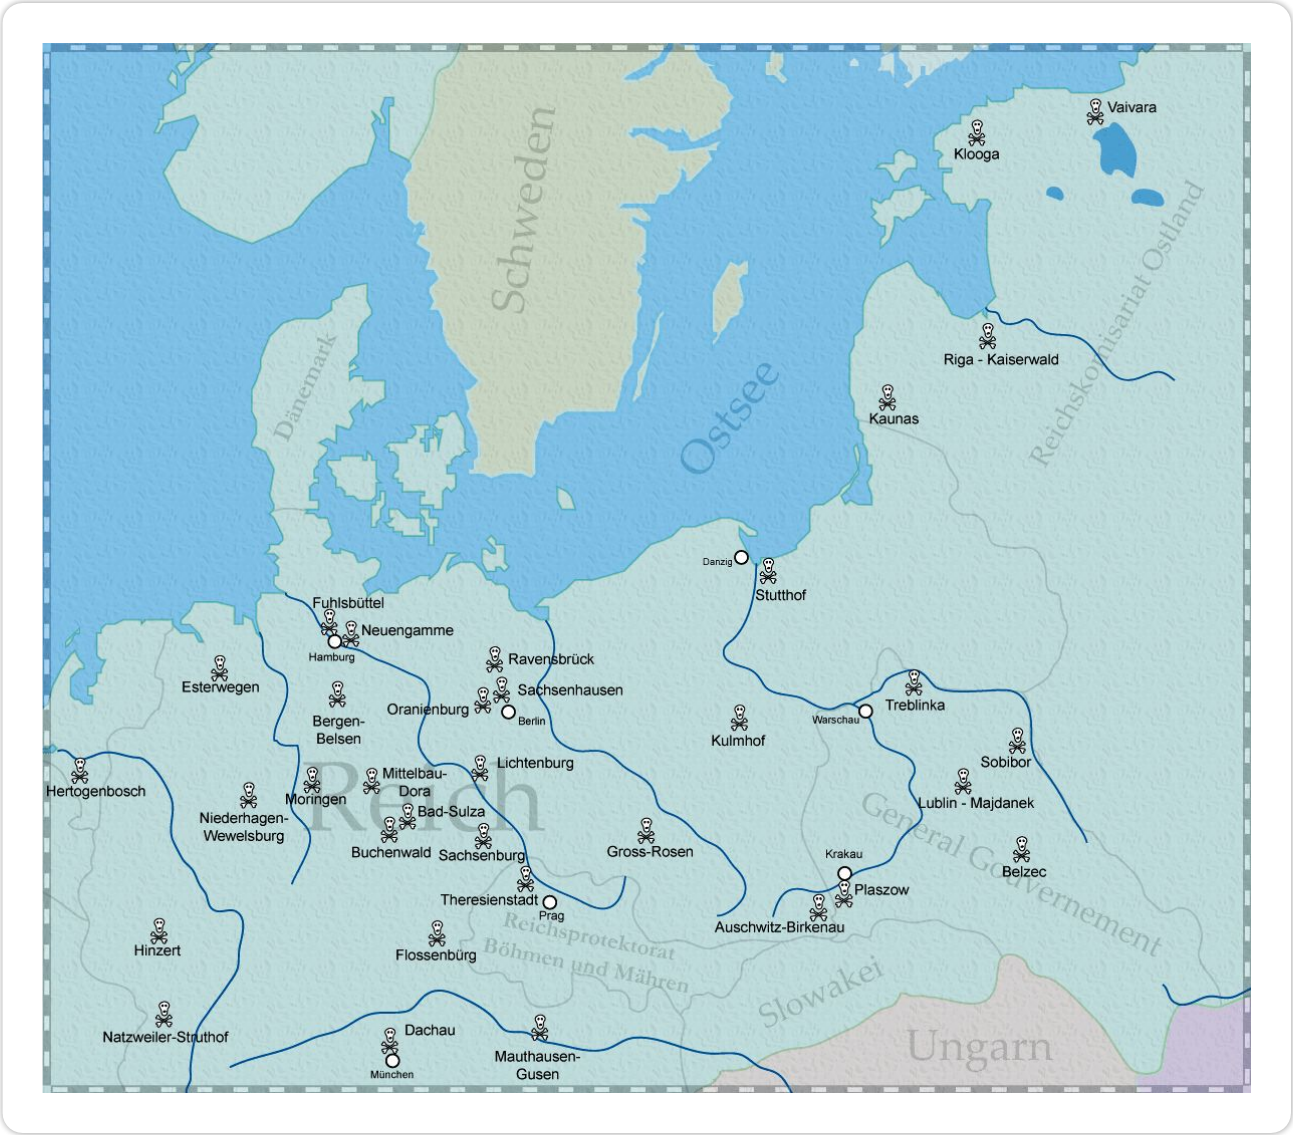 Vaivara
Klooga
Schweden
Reichskomisariat Ostland
Dänemark
Riga - Kaiserwald
Ostsee
Kaunas
Danzig
Stutthof
Fuhlsbüttel
Neuengamme
Hamburg
Esterwegen
Ravensbrück
Sachsenhausen
Oranienburg
Berlin
Bergen-
Belsen
Treblinka
Warschau
Kulmhof
Sobibor
Hertogenbosch
Lichtenburg
Mittelbau-
Dora
Moringen
Reich
Niederhagen-
Wewelsburg
Bad-Sulza
Buchenwald
Sachsenburg
Gross-Rosen
Lublin - Majdanek
General Gouvernement
Belzec
Krakau
Plaszow
Theresienstadt
Prag
Auschwitz-Birkenau
Reichsprotektorat
Böhmen und Mähren
Hinzert
Flossenbürg
Slowakei
Natzweiler-Struthof
Dachau
München
Mauthausen-
Gusen
Ungarn